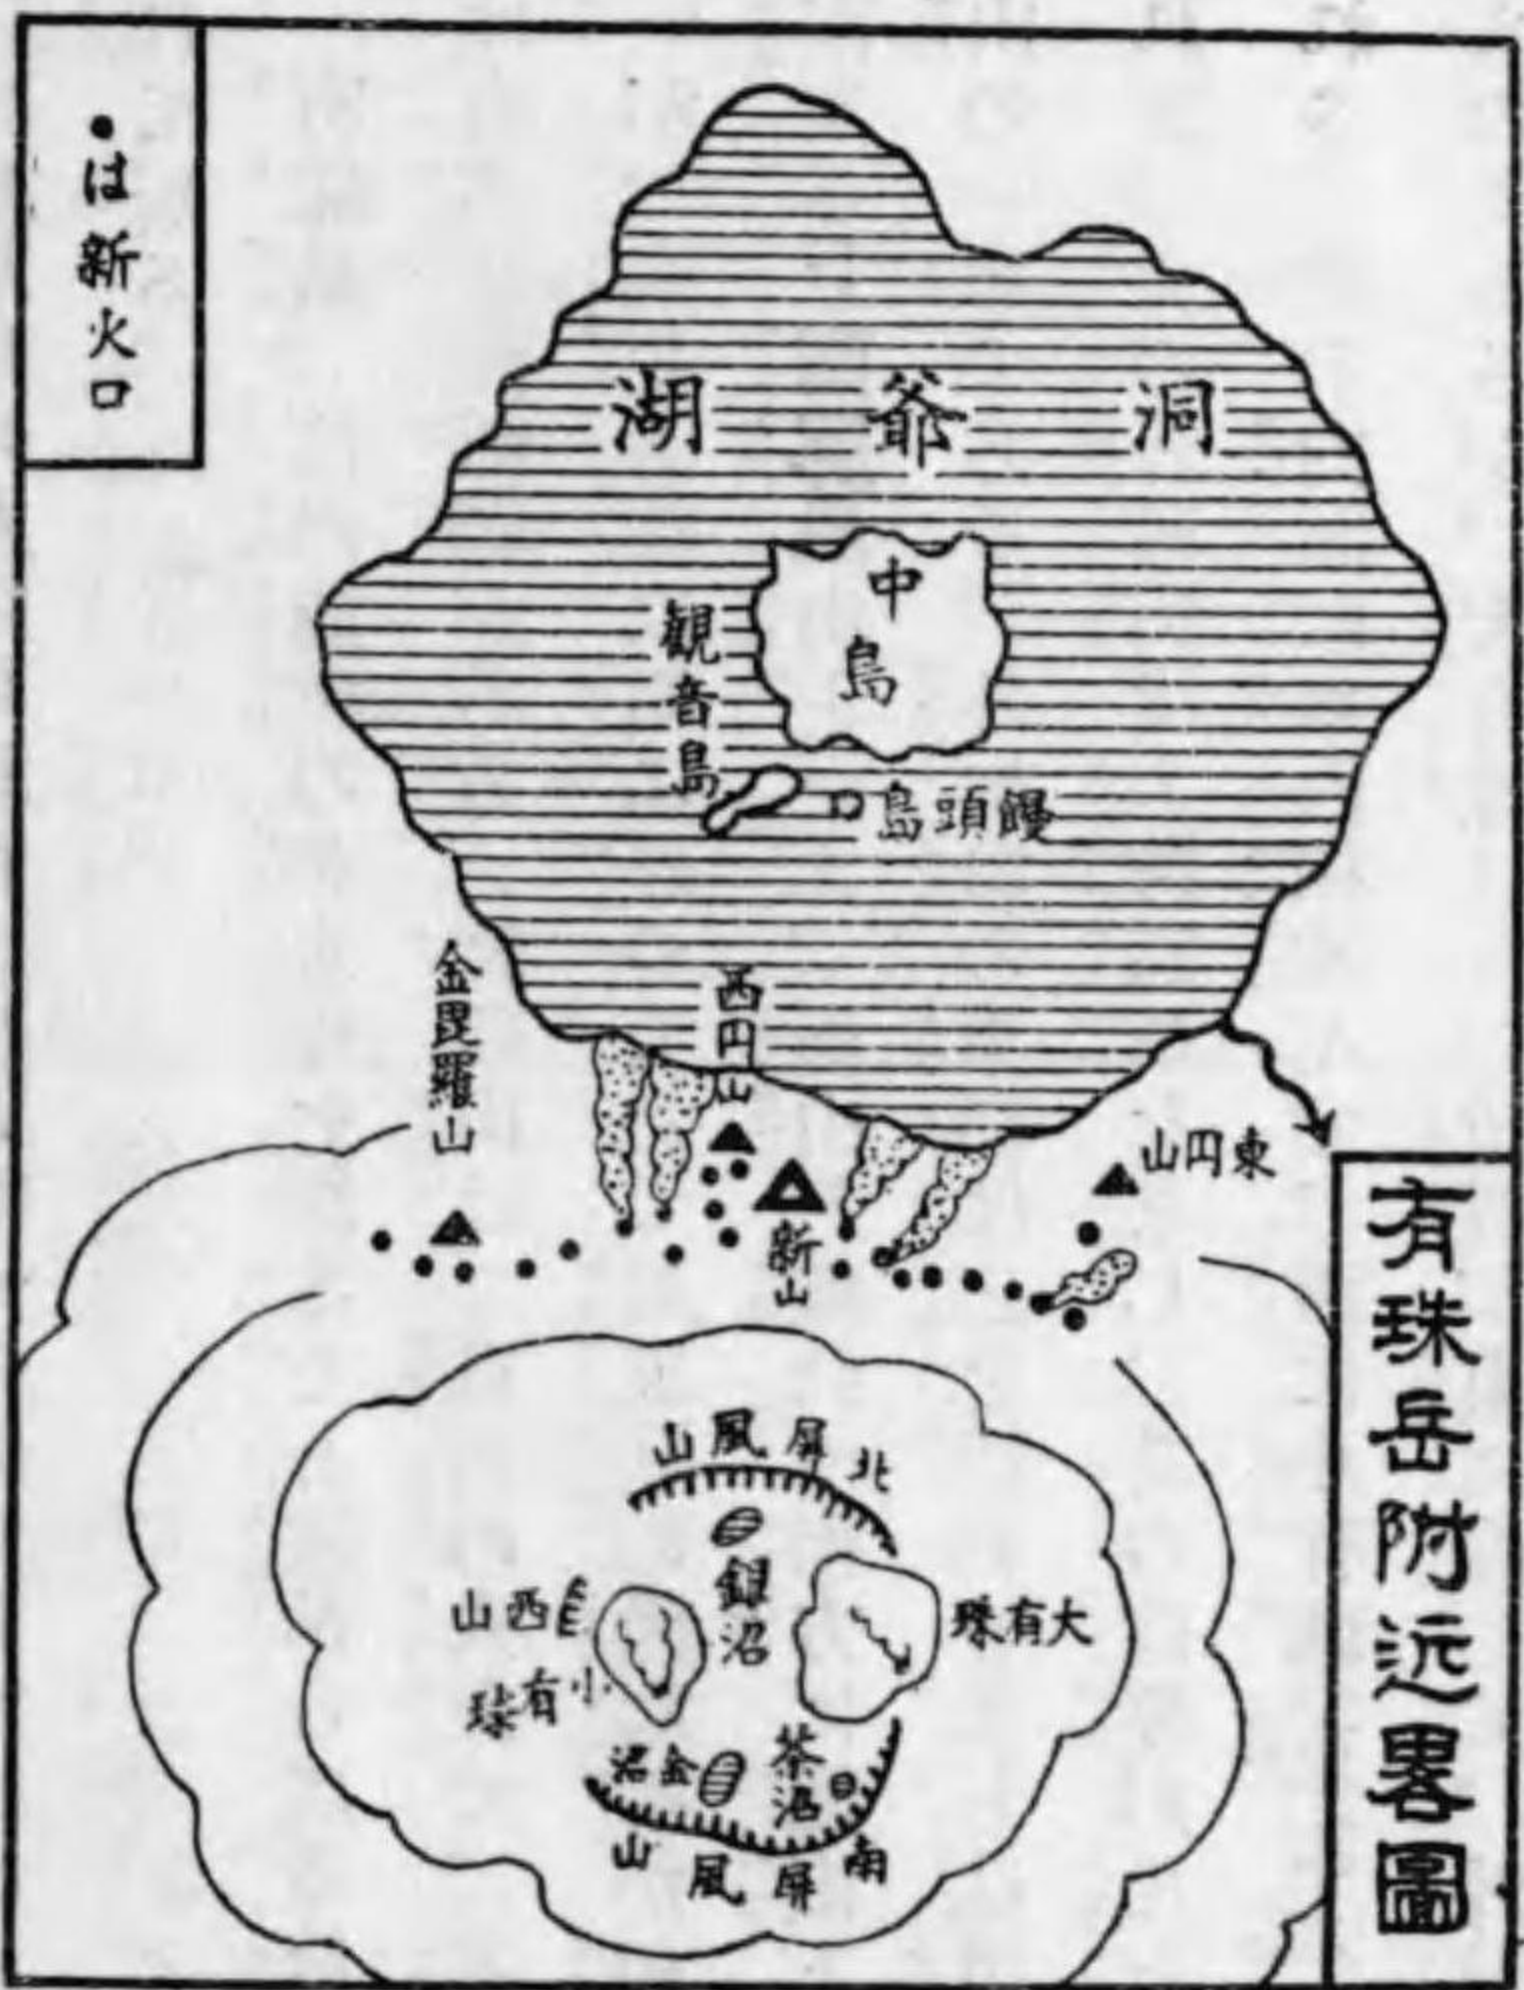 有珠岳附近畧圖
●は新火口
洞爺湖
中島
観音島
饅頭島
金毘羅山
西円山
東円山
新山
北屏風山
銀沼
西山
小有珠
大有珠
金沼
茶沼
南屏風山